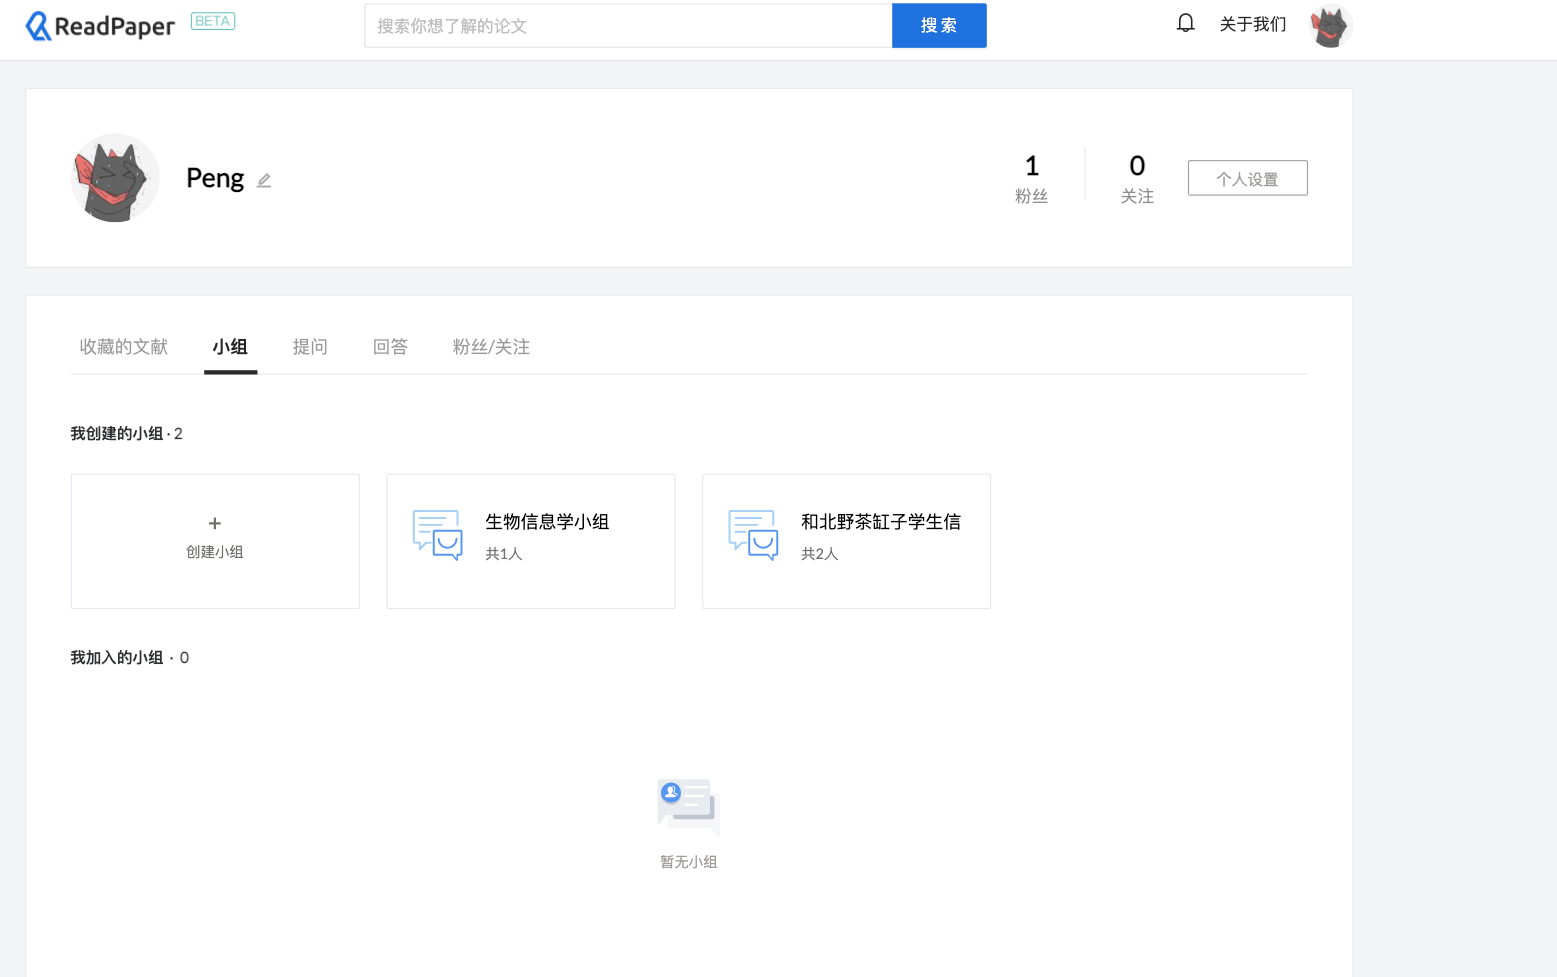 ReadPaper BETA 搜索你想了解的论文 搜索 关于我们
Peng
1 0
粉丝 关注
个人设置
收藏的文献 小组 提问 回答 粉丝/关注
我创建的小组 · 2
+
创建小组
生物信息学小组
共1人
和北野茶缸子学生信
共2人
我加入的小组 · 0
暂无小组